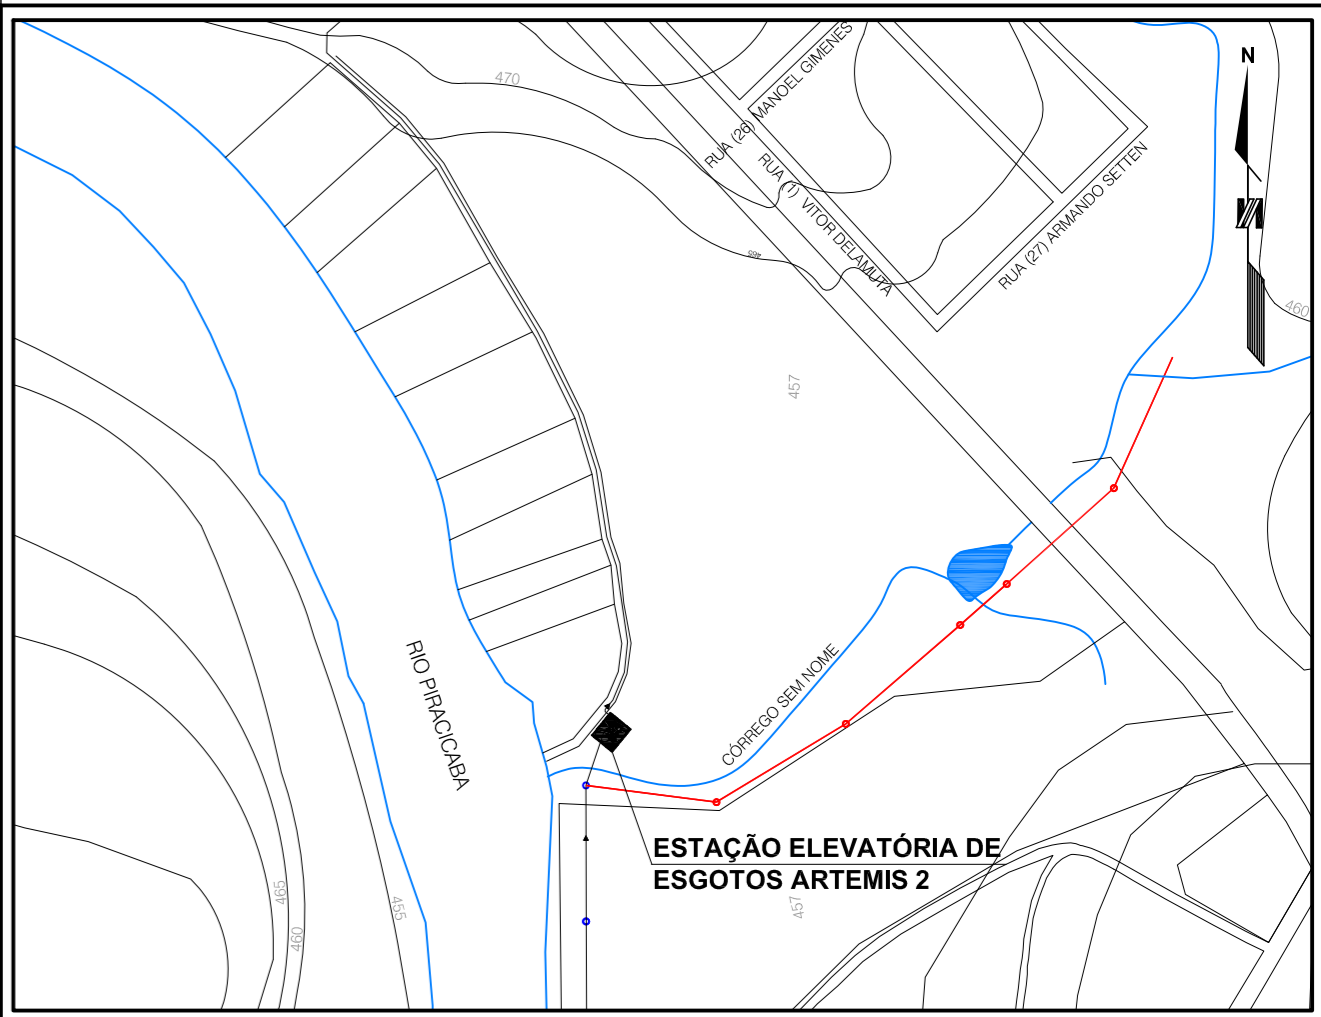 470
RUA (26) MANOEL GIMENES
N
RUA (1) VITOR DELAMUTA
RUA (27) ARMANDO SETTEN
465
460
457
RIO PIRACICABA
CÓRREGO SEM NOME
ESTAÇÃO ELEVATÓRIA DE
ESGOTOS ARTEMIS 2
465
455
457
460